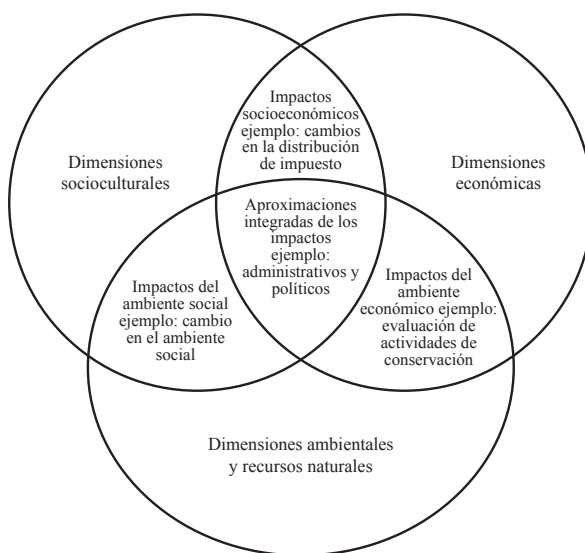 Impactos
socioeconómicos
ejemplo: cambios
en la distribución
de impuesto
Dimensiones
socioculturales
Dimensiones
económicas
Aproximaciones
integradas de los
impactos
ejemplo:
administrativos y
políticos
Impactos del
ambiente social
ejemplo: cambio
en el ambiente
social
Impactos del
ambiente
económico ejemplo:
evaluación de
actividades de
conservación
Dimensiones ambientales
y recursos naturales